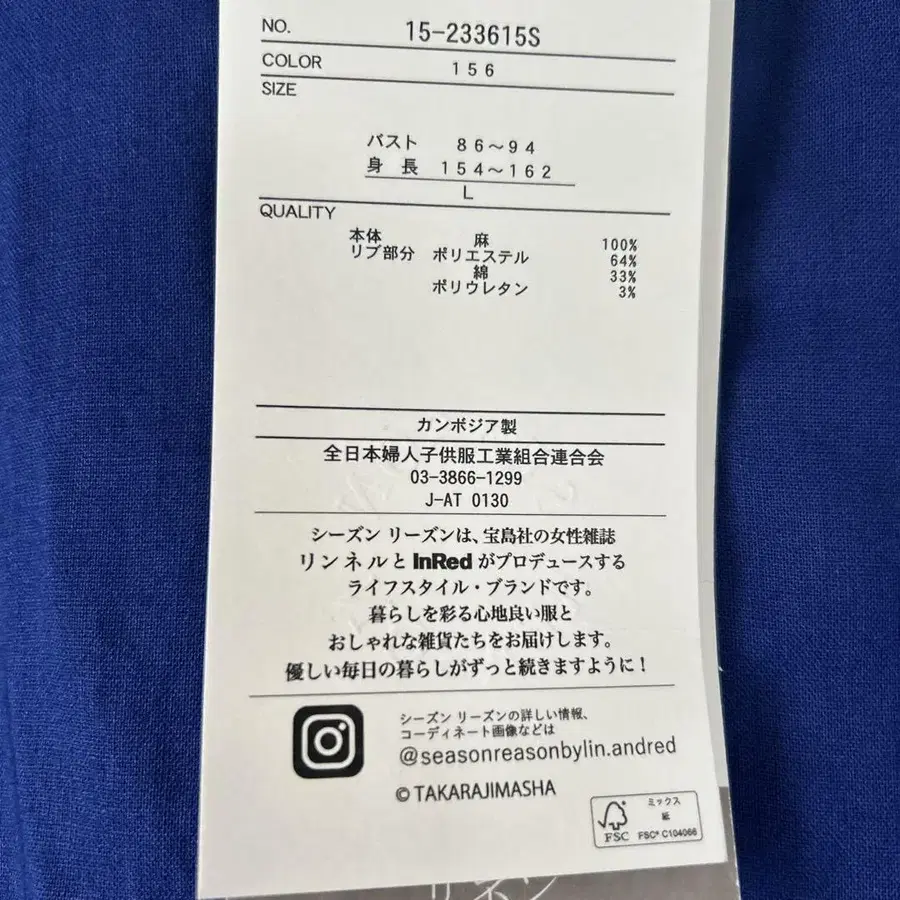 NO. 15-233615S
COLOR 156
SIZE
バスト 86～94
身長 154～162
L
QUALITY
本体 麻 100%
リブ部分 ポリエステル 64%
綿 33%
ポリウレタン 3%
カンボジア製
全日本婦人子供服工業組合連合会
03-3866-1299
J-AT 0130
シーズン リーズンは、宝島社の女性雑誌
リンネルと InRed がプロデュースする
ライフスタイル・ブランドです。
暮らしを彩る心地良い服と
おしゃれな雑貨たちをお届けします。
優しい毎日の暮らしがずっと続きますように！
シーズン リーズンの詳しい情報、
コーディネート画像などは
@seasonreasonbylin.andred
© TAKARAJIMASHA
ミックス
紙
FSC
FSC® C104066